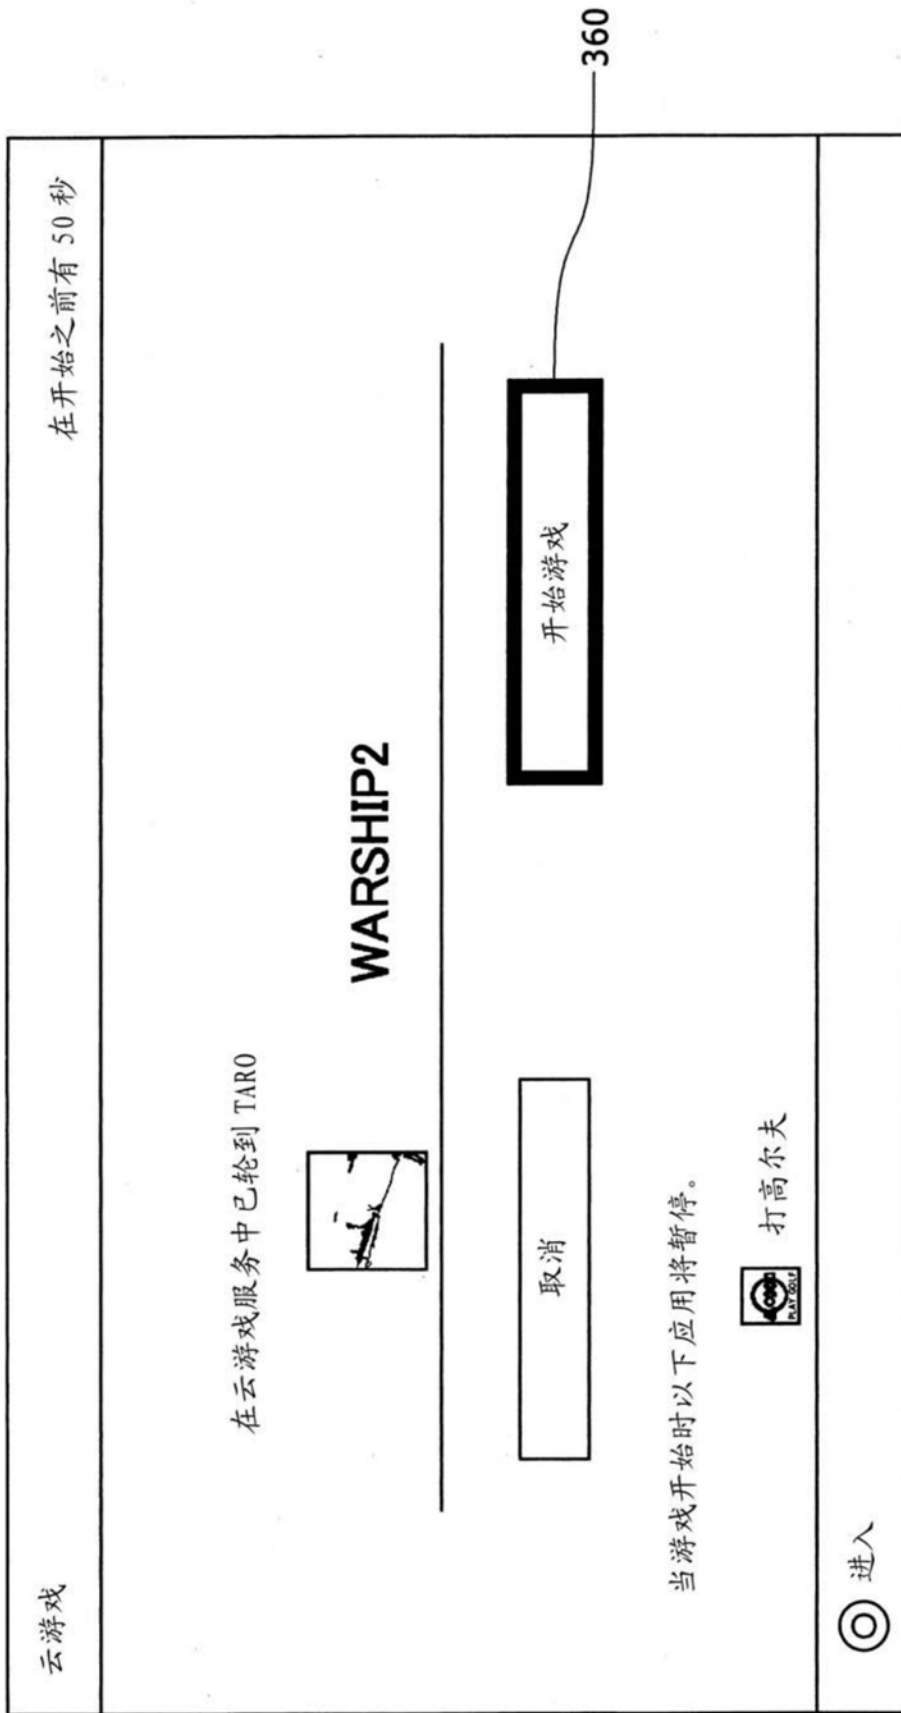 云游戏
在开始之前有 50 秒
在云游戏服务中已轮到 TARO
WARSHIP2
取消
开始游戏
360
当游戏开始时以下应用将暂停。
PLAY GOLF
打高尔夫
进入